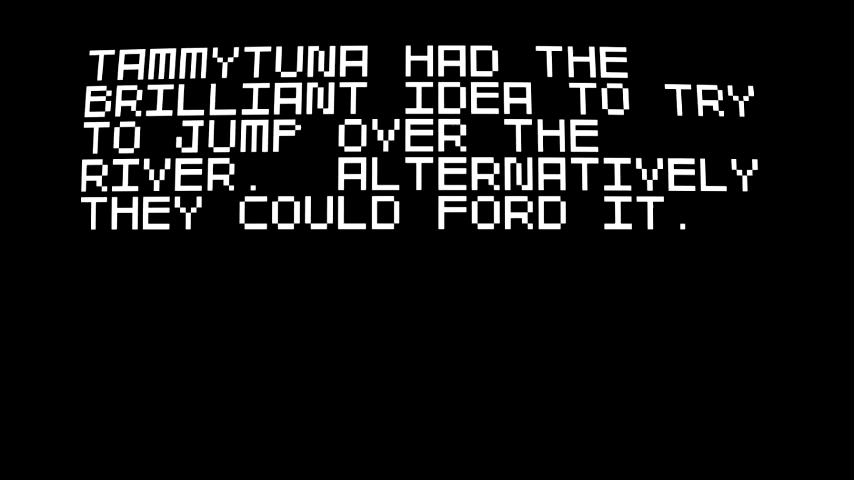 TAMMYTUNA HAD THE
BRILLIANT IDEA TO TRY
TO JUMP OVER THE
RIVER.  ALTERNATIVELY
THEY COULD FORD IT.